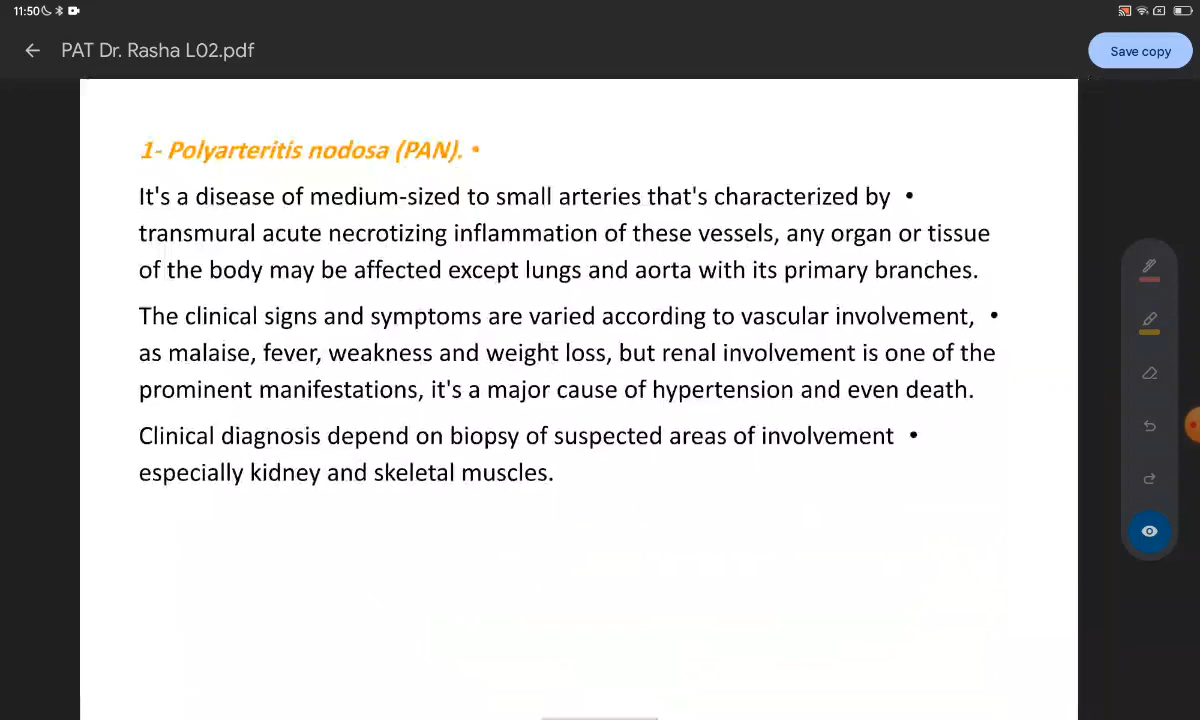 11:50
PAT Dr. Rasha L02.pdf
Save copy
1- Polyarteritis nodosa (PAN). •
It's a disease of medium-sized to small arteries that's characterized by •
transmural acute necrotizing inflammation of these vessels, any organ or tissue
of the body may be affected except lungs and aorta with its primary branches.
The clinical signs and symptoms are varied according to vascular involvement, •
as malaise, fever, weakness and weight loss, but renal involvement is one of the
prominent manifestations, it's a major cause of hypertension and even death.
Clinical diagnosis depend on biopsy of suspected areas of involvement •
especially kidney and skeletal muscles.